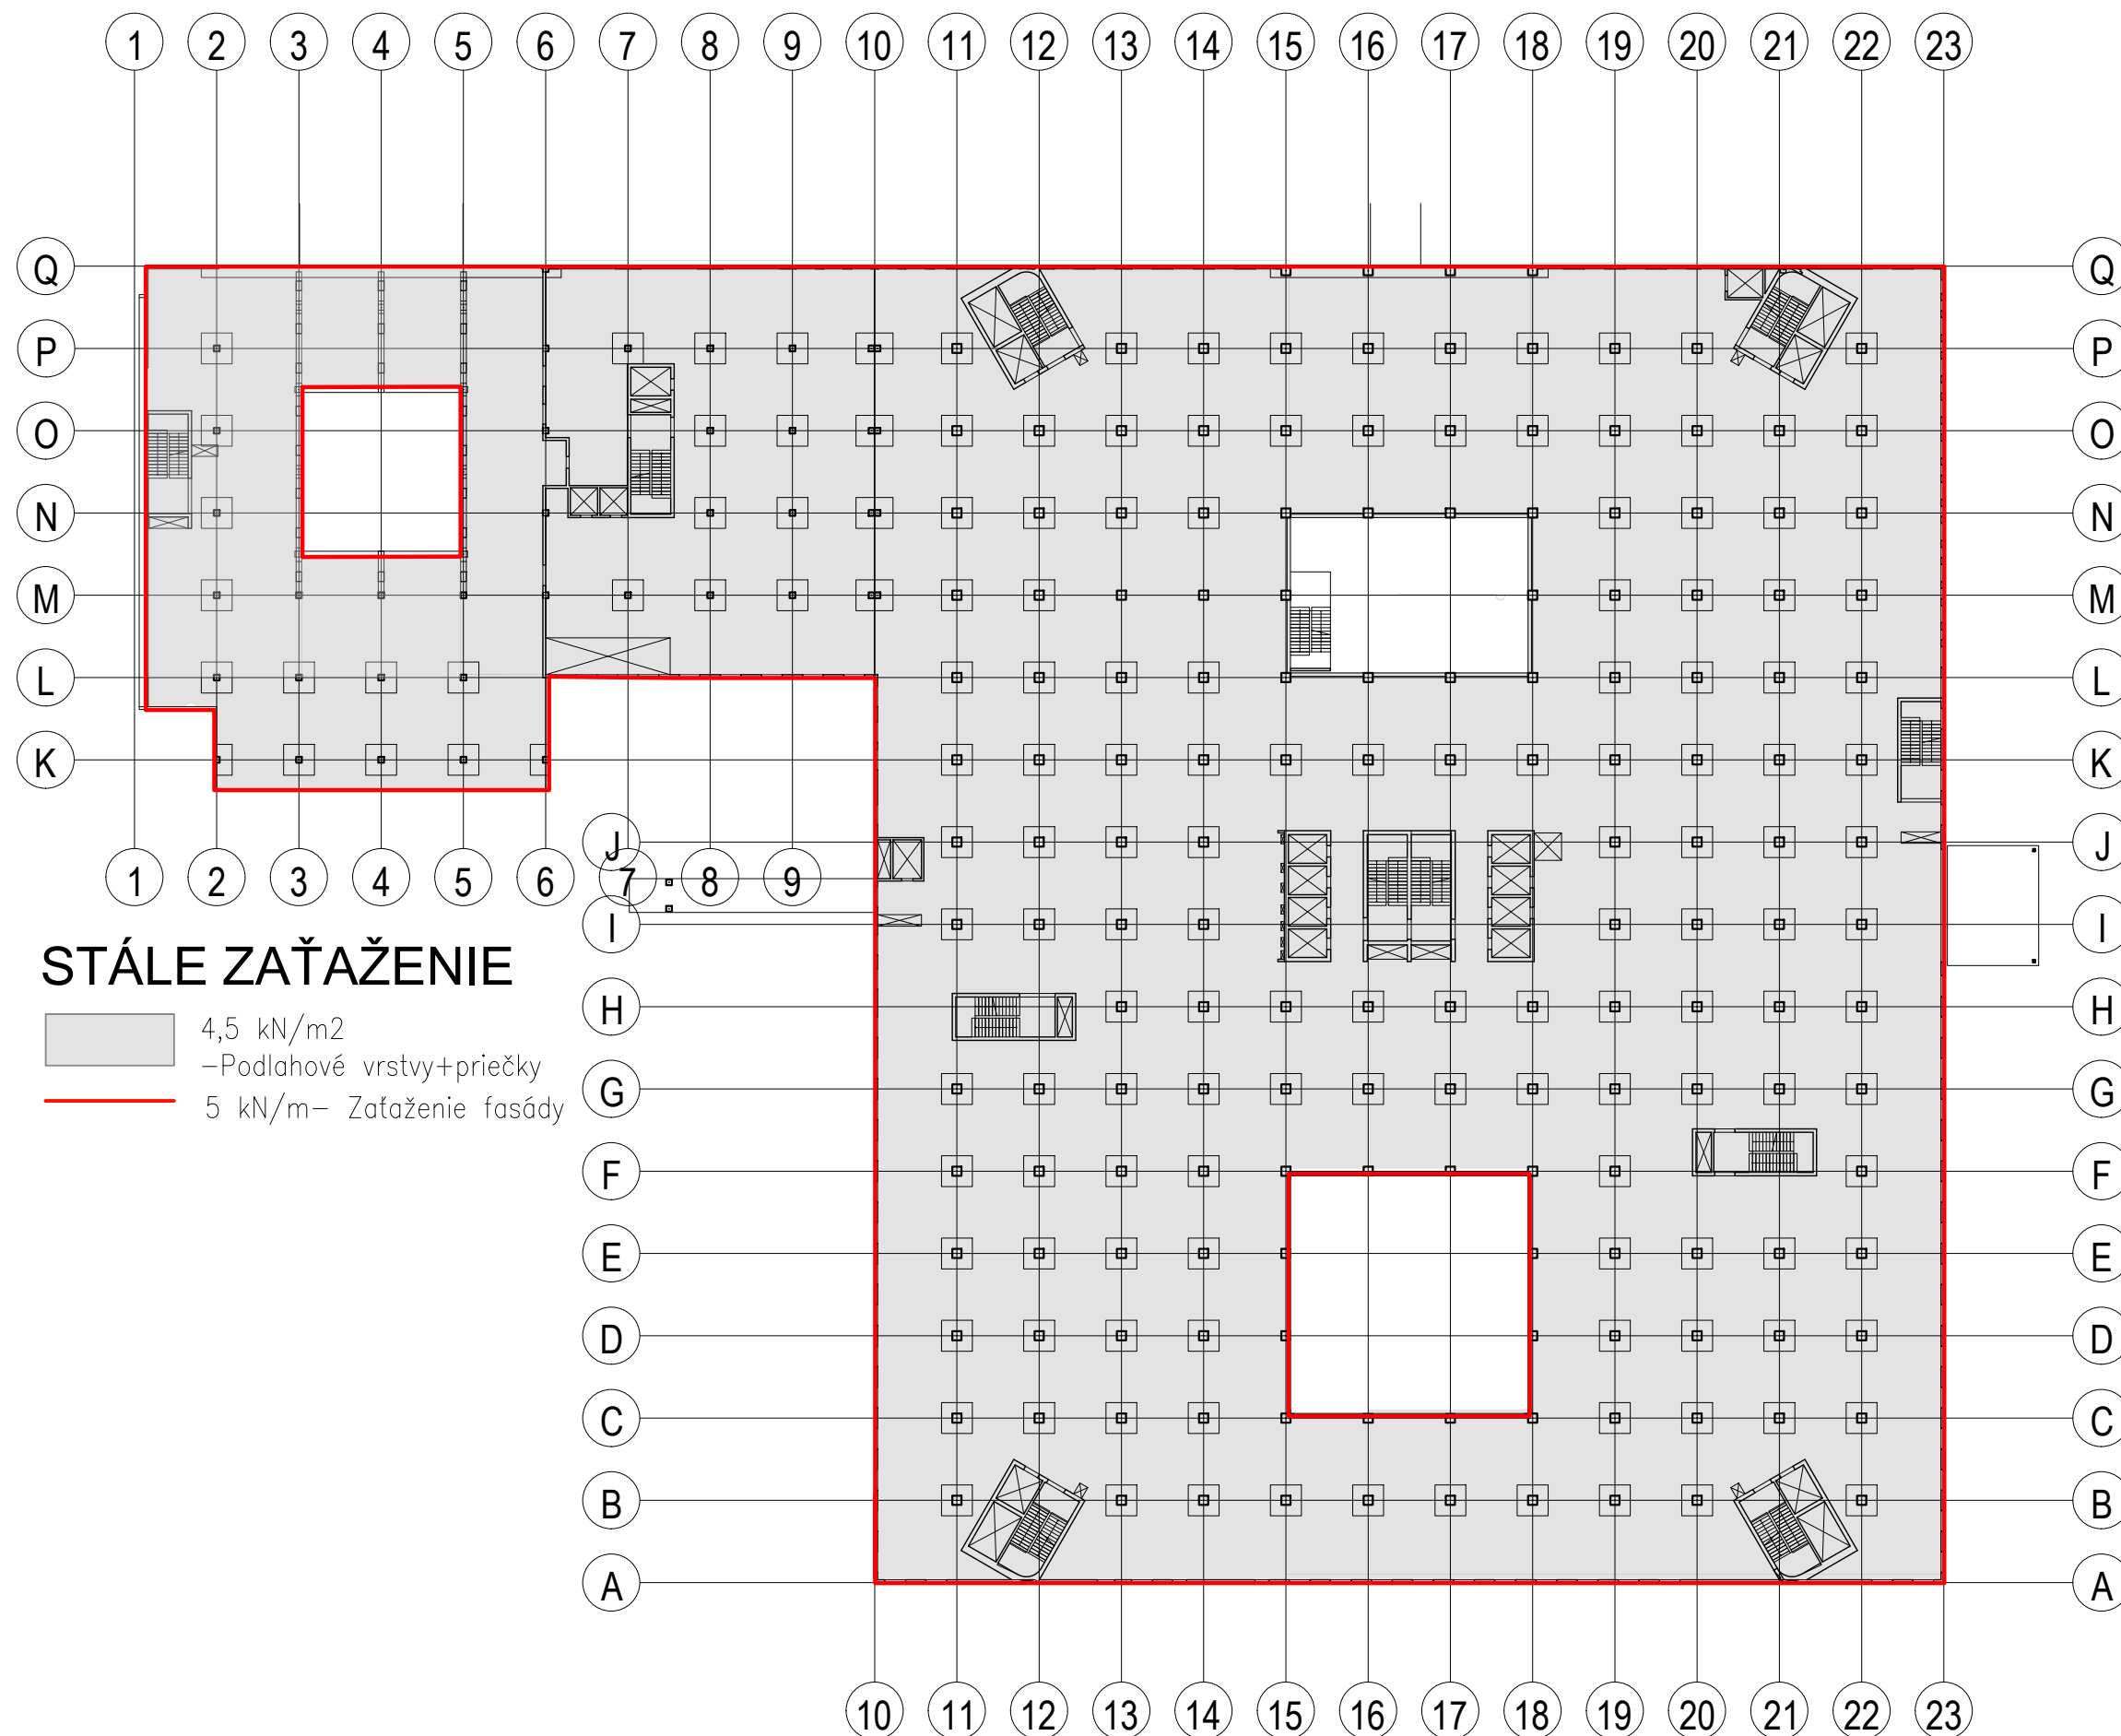 1 2 3 4 5 6 7 8 9 10 11 12 13 14 15 16 17 18 19 20 21 22 23
Q Q
P P
O O
N N
M M
L L
K K
J J
1 2 3 4 5 6 7 8 9
I I
STÁLE ZAŤAŽENIE
4,5 kN/m2
-Podlahové vrstvy+priečky
5 kN/m- Zaťaženie fasády
H H
G G
F F
E E
D D
C C
B B
A A
10 11 12 13 14 15 16 17 18 19 20 21 22 23